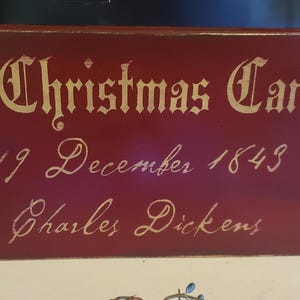 Christmas Car
19 December 1843
Charles Dickens